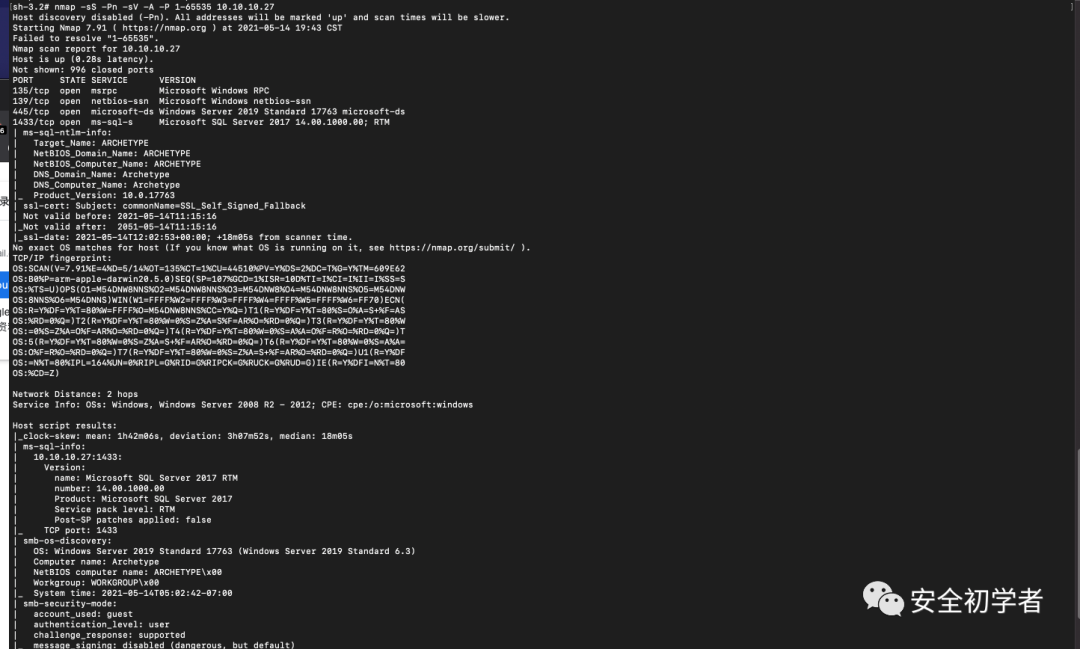 [sh-3.2# nmap -sS -Pn -sV -A -P 1-65535 10.10.10.27
Host discovery disabled (-Pn). All addresses will be marked 'up' and scan times will be slower.
Starting Nmap 7.91 ( https://nmap.org ) at 2021-05-14 19:43 CST
Failed to resolve "1-65535".
Nmap scan report for 10.10.10.27
Host is up (0.28s latency).
Not shown: 996 closed ports
PORT     STATE SERVICE      VERSION
135/tcp  open  msrpc        Microsoft Windows RPC
139/tcp  open  netbios-ssn  Microsoft Windows netbios-ssn
445/tcp  open  microsoft-ds Windows Server 2019 Standard 17763 microsoft-ds
1433/tcp open  ms-sql-s     Microsoft SQL Server 2017 14.00.1000.00; RTM
| ms-sql-ntlm-info:
|   Target_Name: ARCHETYPE
|   NetBIOS_Domain_Name: ARCHETYPE
|   NetBIOS_Computer_Name: ARCHETYPE
|   DNS_Domain_Name: Archetype
|   DNS_Computer_Name: Archetype
|_  Product_Version: 10.0.17763
| ssl-cert: Subject: commonName=SSL_Self_Signed_Fallback
| Not valid before: 2021-05-14T11:15:16
|_Not valid after:  2051-05-14T11:15:16
|_ssl-date: 2021-05-14T12:02:53+00:00; +18m05s from scanner time.
No exact OS matches for host (If you know what OS is running on it, see https://nmap.org/submit/ ).
TCP/IP fingerprint:
OS:SCAN(V=7.91%E=4%D=5/14%OT=135%CT=1%CU=44510%PV=Y%DS=2%DC=T%G=Y%TM=609E62
OS:B0%P=arm-apple-darwin20.5.0)SEQ(SP=107%GCD=1%ISR=10D%TI=I%CI=I%II=I%SS=S
OS:%TS=U)OPS(O1=M54DNW8NNS%O2=M54DNW8NNS%O3=M54DNW8%O4=M54DNW8NNS%O5=M54DNW
OS:8NNS%O6=M54DNNS)WIN(W1=FFFF%W2=FFFF%W3=FFFF%W4=FFFF%W5=FFFF%W6=FF70)ECN(
OS:R=Y%DF=Y%T=80%W=FFFF%O=M54DNW8NNS%CC=Y%Q=)T1(R=Y%DF=Y%T=80%S=O%A=S+%F=AS
OS:%RD=0%Q=)T2(R=Y%DF=Y%T=80%W=0%S=Z%A=S%F=AR%O=%RD=0%Q=)T3(R=Y%DF=Y%T=80%W
OS:=0%S=Z%A=O%F=AR%O=%RD=0%Q=)T4(R=Y%DF=Y%T=80%W=0%S=A%A=O%F=R%O=%RD=0%Q=)T
OS:5(R=Y%DF=Y%T=80%W=0%S=Z%A=S+%F=AR%O=%RD=0%Q=)T6(R=Y%DF=Y%T=80%W=0%S=A%A=
OS:O%F=R%O=%RD=0%Q=)T7(R=Y%DF=Y%T=80%W=0%S=Z%A=S+%F=AR%O=%RD=0%Q=)U1(R=Y%DF
OS:=N%T=80%IPL=164%UN=0%RIPL=G%RID=G%RIPCK=G%RUCK=G%RUD=G)IE(R=Y%DFI=N%T=80
OS:%CD=Z)
Network Distance: 2 hops
Service Info: OSs: Windows, Windows Server 2008 R2 - 2012; CPE: cpe:/o:microsoft:windows
Host script results:
|_clock-skew: mean: 1h42m06s, deviation: 3h07m52s, median: 18m05s
| ms-sql-info:
|   10.10.10.27:1433:
|     Version:
|       name: Microsoft SQL Server 2017 RTM
|       number: 14.00.1000.00
|       Product: Microsoft SQL Server 2017
|       Service pack level: RTM
|       Post-SP patches applied: false
|_    TCP port: 1433
| smb-os-discovery:
|   OS: Windows Server 2019 Standard 17763 (Windows Server 2019 Standard 6.3)
|   Computer name: Archetype
|   NetBIOS computer name: ARCHETYPE\x00
|   Workgroup: WORKGROUP\x00
|_  System time: 2021-05-14T05:02:42-07:00
| smb-security-mode:
|   account_used: guest
|   authentication_level: user
|   challenge_response: supported
|_  message_signing: disabled (dangerous, but default)
安全初学者